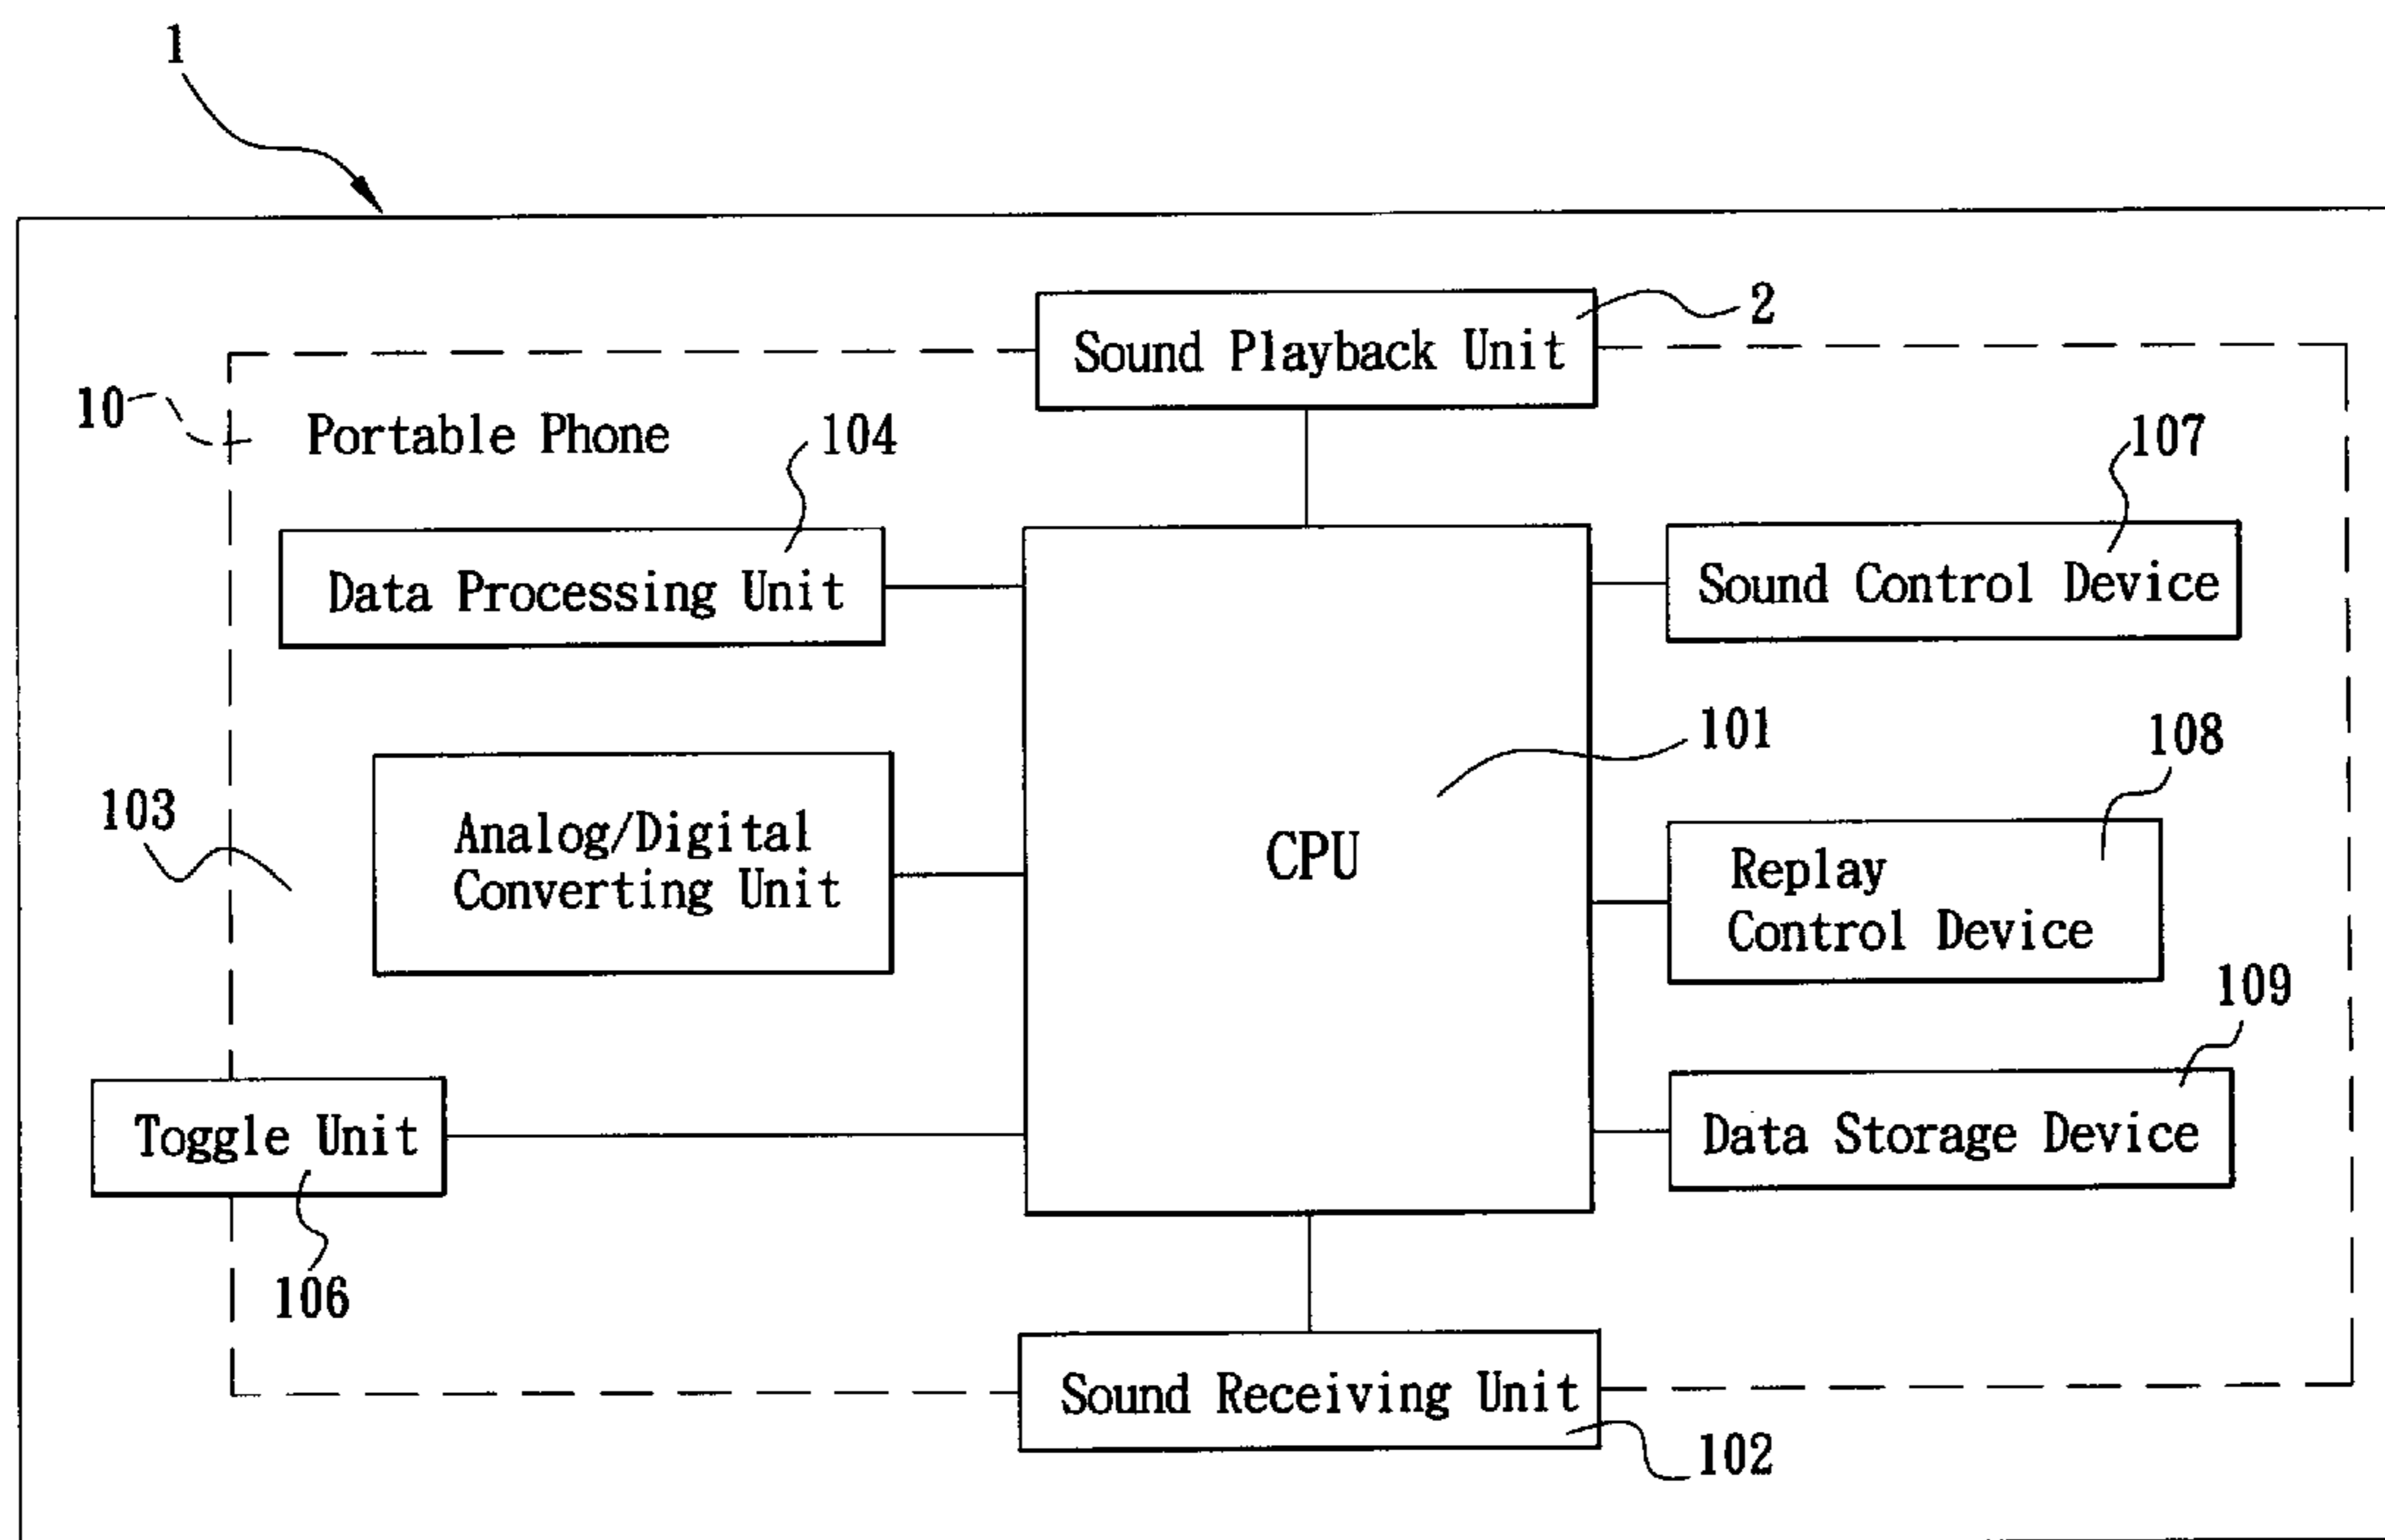 1
Sound Playback Unit
2
10
Portable Phone
104
107
Data Processing Unit
Sound Control Device
101
108
103
Analog/Digital
Converting Unit
CPU
Replay
Control Device
109
Toggle Unit
Data Storage Device
106
Sound Receiving Unit
102